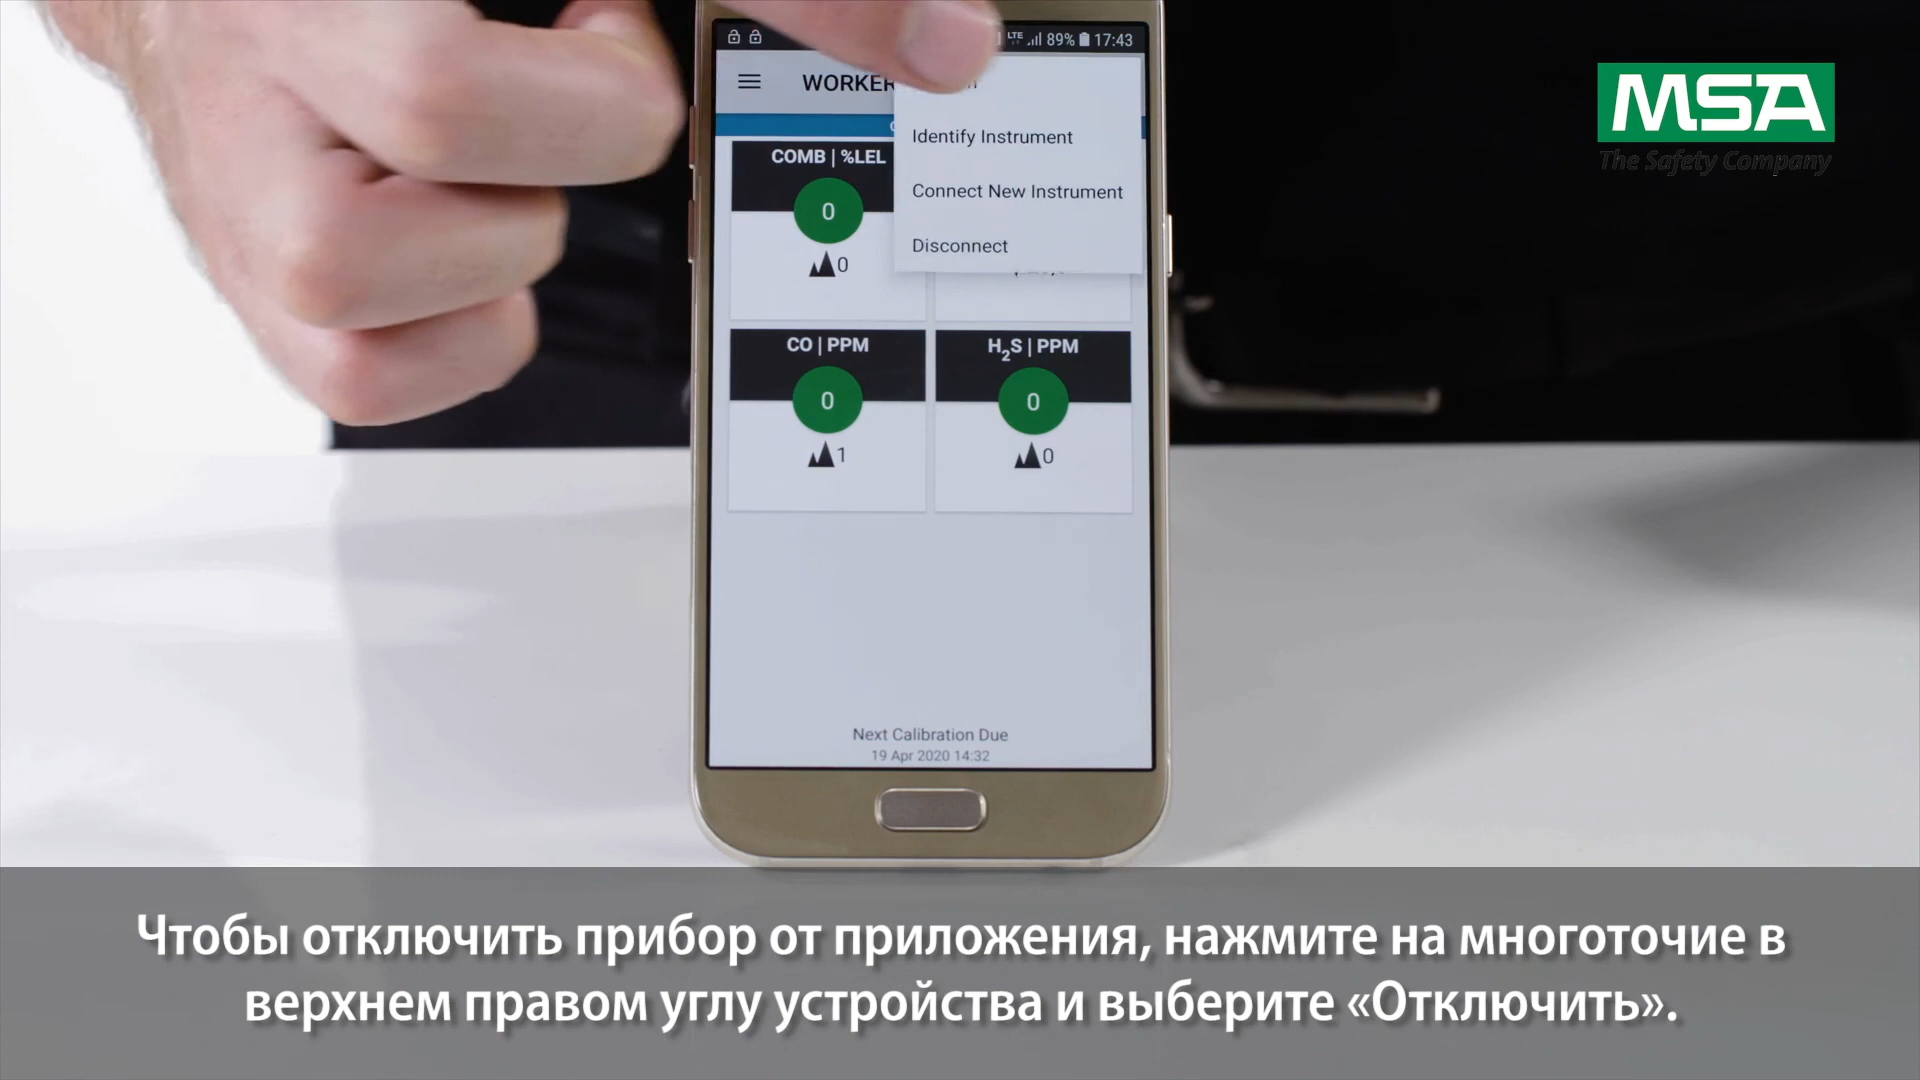 LTE 89% 17:43
MSA
The Safety Company
WORKER
Identify Instrument
Connect New Instrument
Disconnect
COMB | %LEL
0
0
CO | PPM
H₂S | PPM
0
0
1
0
Next Calibration Due
19 Apr 2020 14:32
Чтобы отключить прибор от приложения, нажмите на многоточие в
верхнем правом углу устройства и выберите «Отключить».